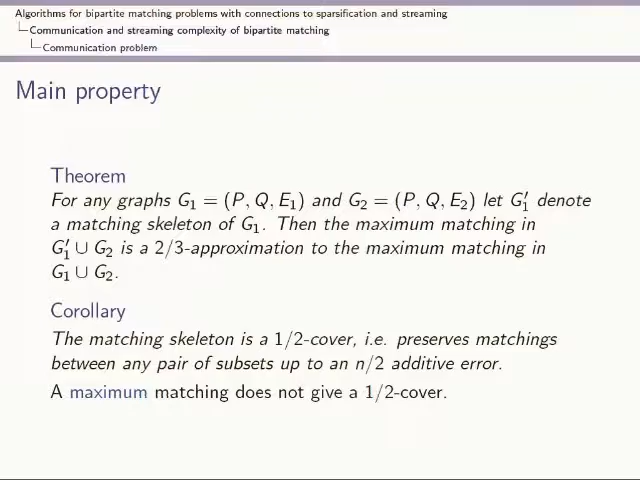 Algorithms for bipartite matching problems with connections to sparsification and streaming
Communication and streaming complexity of bipartite matching
Communication problem
Main property
Theorem
For any graphs G₁ = (P, Q, E₁) and G₂ = (P, Q, E₂) let G′₁ denote
a matching skeleton of G₁. Then the maximum matching in
G′₁ ∪ G₂ is a 2/3-approximation to the maximum matching in
G₁ ∪ G₂.
Corollary
The matching skeleton is a 1/2-cover, i.e. preserves matchings
between any pair of subsets up to an n/2 additive error.
A maximum matching does not give a 1/2-cover.